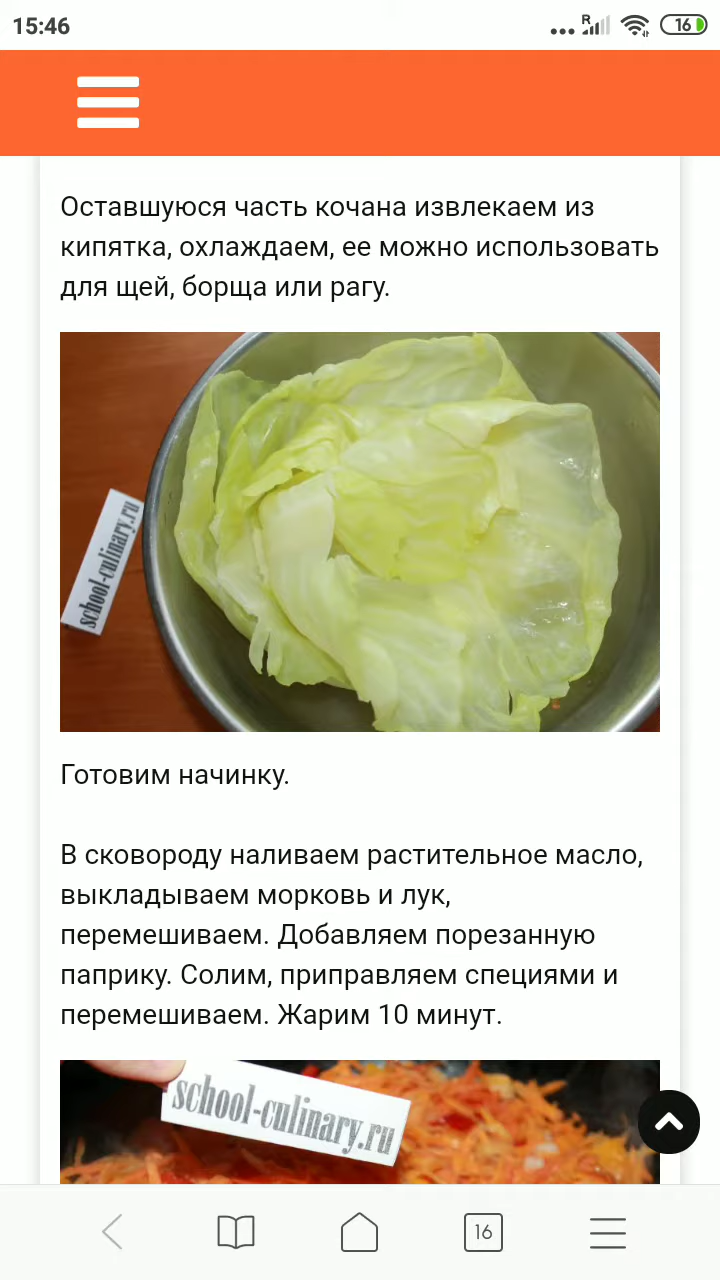 15:46
R
16
Оставшуюся часть кочана извлекаем из
кипятка, охлаждаем, ее можно использовать
для щей, борща или рагу.
school-culinary.ru
Готовим начинку.
В сковороду наливаем растительное масло,
выкладываем морковь и лук,
перемешиваем. Добавляем порезанную
паприку. Солим, приправляем специями и
перемешиваем. Жарим 10 минут.
school-culinary.ru
16